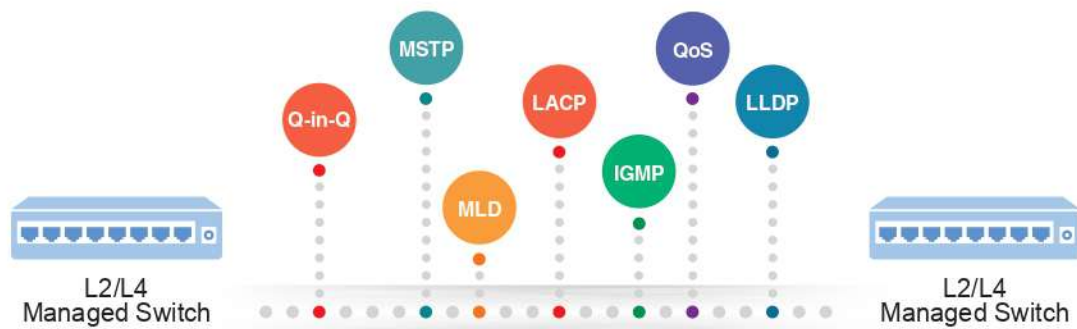 MSTP
QoS
LACP
LLDP
Q-in-Q
IGMP
MLD
L2/L4
Managed Switch
L2/L4
Managed Switch